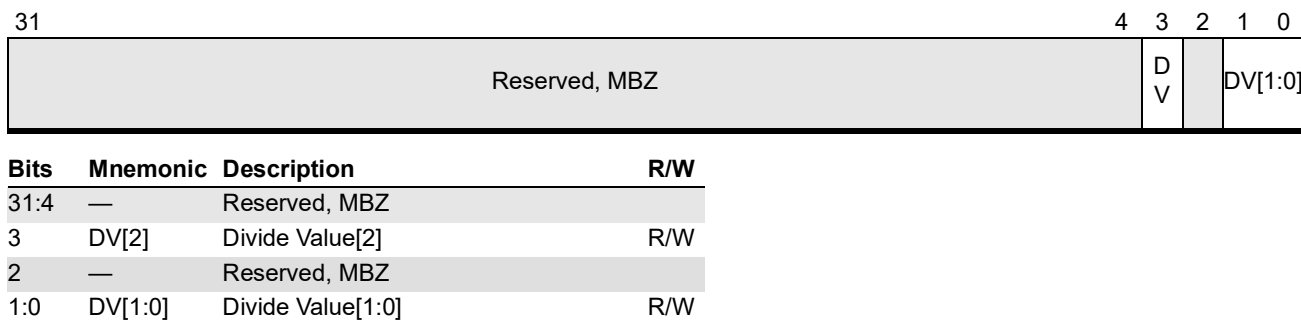 31 4 3 2 1 0
Reserved, MBZ D V DV[1:0]
Bits Mnemonic Description R/W
31:4 — Reserved, MBZ
3 DV[2] Divide Value[2] R/W
2 — Reserved, MBZ
1:0 DV[1:0] Divide Value[1:0] R/W